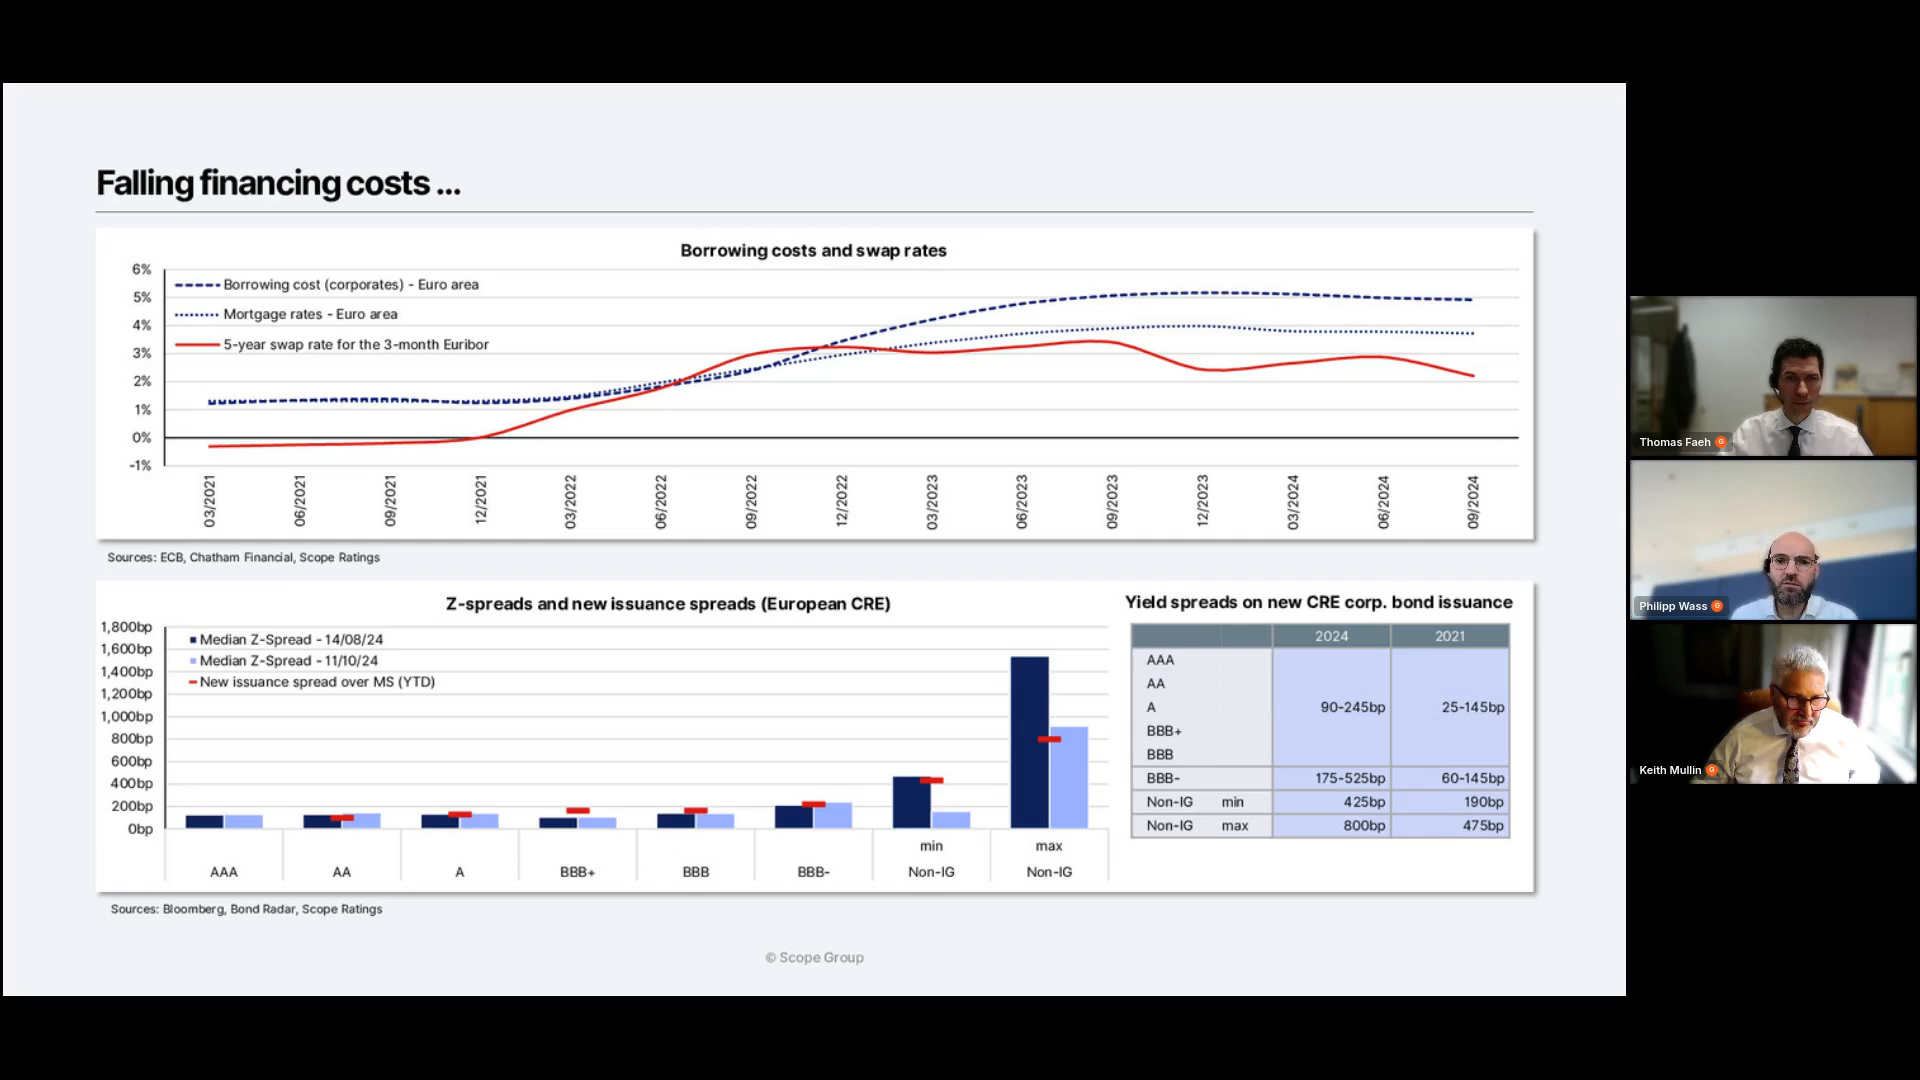 Falling financing costs ...
Borrowing costs and swap rates
6%
5%
4%
3%
2%
1%
0%
-1%
Borrowing cost (corporates) - Euro area
Mortgage rates - Euro area
5-year swap rate for the 3-month Euribor
03/2021
06/2021
09/2021
12/2021
03/2022
06/2022
09/2022
12/2022
03/2023
06/2023
09/2023
12/2023
03/2024
06/2024
09/2024
Sources: ECB, Chatham Financial, Scope Ratings
Z-spreads and new issuance spreads (European CRE)
1,800bp
1,600bp
1,400bp
1,200bp
1,000bp
800bp
600bp
400bp
200bp
0bp
Median Z-Spread - 14/08/24
Median Z-Spread - 11/10/24
New issuance spread over MS (YTD)
min max
AAA AA A BBB+ BBB BBB- Non-IG Non-IG
Yield spreads on new CRE corp. bond issuance
2024 2021
AAA
AA
A 90-245bp 25-145bp
BBB+
BBB
BBB- 175-525bp 60-145bp
Non-IG min 425bp 190bp
Non-IG max 800bp 475bp
Sources: Bloomberg, Bond Radar, Scope Ratings
© Scope Group
Thomas Faeh G
Philipp Wass G
Keith Mullin G